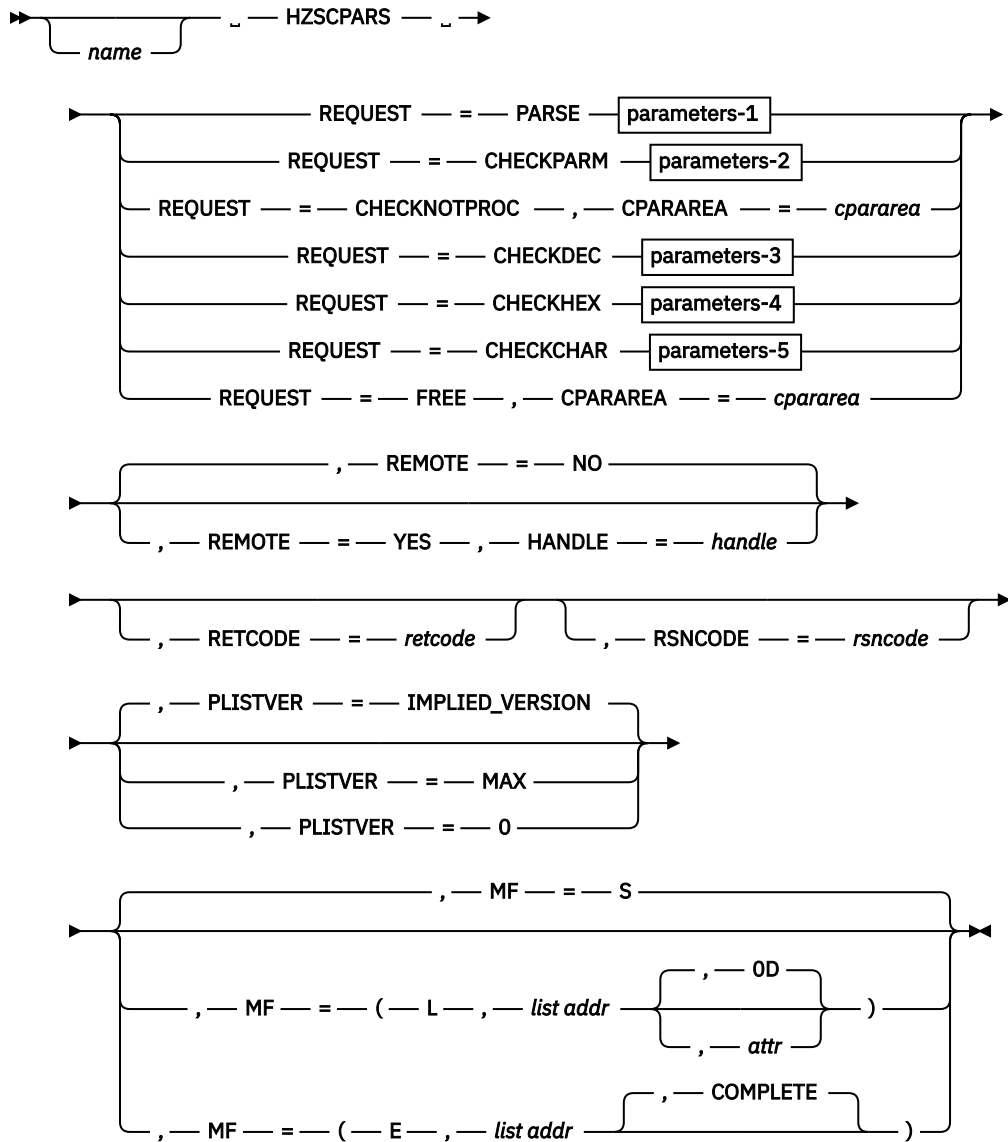 ␣ HZSCPARS ␣
name
REQUEST = PARSE parameters-1
REQUEST = CHECKPARM parameters-2
REQUEST = CHECKNOTPROC , CPARAREA = cpararea
REQUEST = CHECKDEC parameters-3
REQUEST = CHECKHEX parameters-4
REQUEST = CHECKCHAR parameters-5
REQUEST = FREE , CPARAREA = cpararea
, REMOTE = NO
, REMOTE = YES , HANDLE = handle
, RETCODE = retcode , RSNCODE = rsncode
, PLISTVER = IMPLIED_VERSION
, PLISTVER = MAX
, PLISTVER = 0
, MF = S
, 0D
, MF = ( L , list addr )
, attr
, COMPLETE
, MF = ( E , list addr )